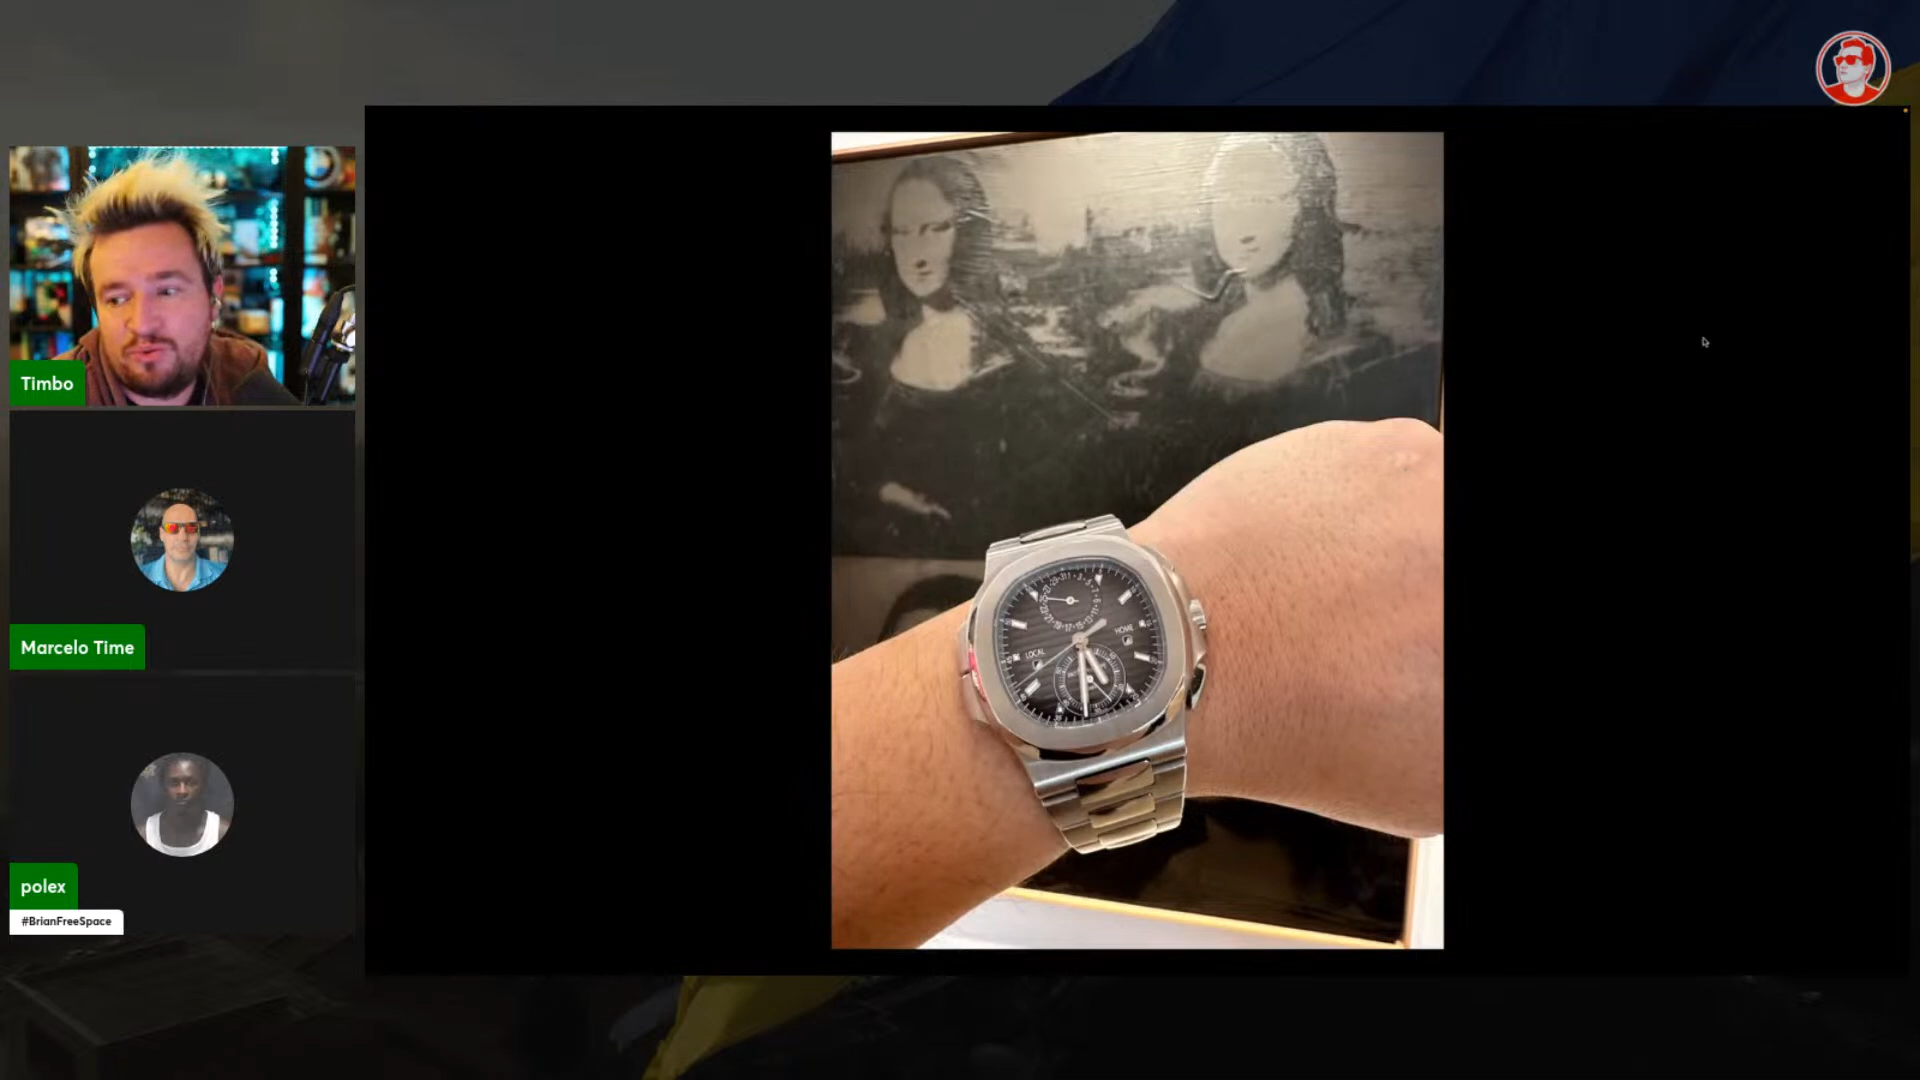 Timbo
Marcelo Time
polex
#BrianFreeSpace
HOME
LOCAL